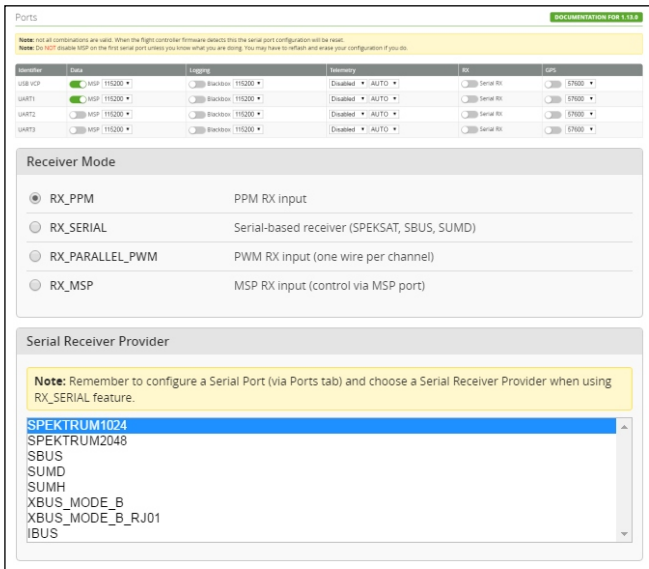 Ports
DOCUMENTATION FOR 1.13.0
Note: not all combinations are valid. When the flight controller firmware detects this the serial port configuration will be reset.
Note: Do NOT disable MSP on the first serial port unless you know what you are doing. You may have to reflash and erase your configuration if you do.
Identifier Data Logging Telemetry RX GPS
USB VCP MSP 115200 Blackbox 115200 Disabled AUTO Serial RX 57600
UART1 MSP 115200 Blackbox 115200 Disabled AUTO Serial RX 57600
UART2 MSP 115200 Blackbox 115200 Disabled AUTO Serial RX 57600
UART3 MSP 115200 Blackbox 115200 Disabled AUTO Serial RX 57600
Receiver Mode
RX_PPM PPM RX input
RX_SERIAL Serial-based receiver (SPEKSAT, SBUS, SUMD)
RX_PARALLEL_PWM PWM RX input (one wire per channel)
RX_MSP MSP RX input (control via MSP port)
Serial Receiver Provider
Note: Remember to configure a Serial Port (via Ports tab) and choose a Serial Receiver Provider when using
RX_SERIAL feature.
SPEKTRUM1024
SPEKTRUM2048
SBUS
SUMD
SUMH
XBUS_MODE_B
XBUS_MODE_B_RJ01
IBUS